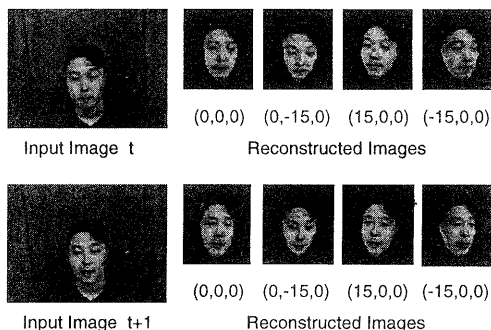 (0,0,0) (0,-15,0) (15,0,0) (-15,0,0)
Input Image t Reconstructed Images
(0,0,0) (0,-15,0) (15,0,0) (-15,0,0)
Input Image t+1 Reconstructed Images